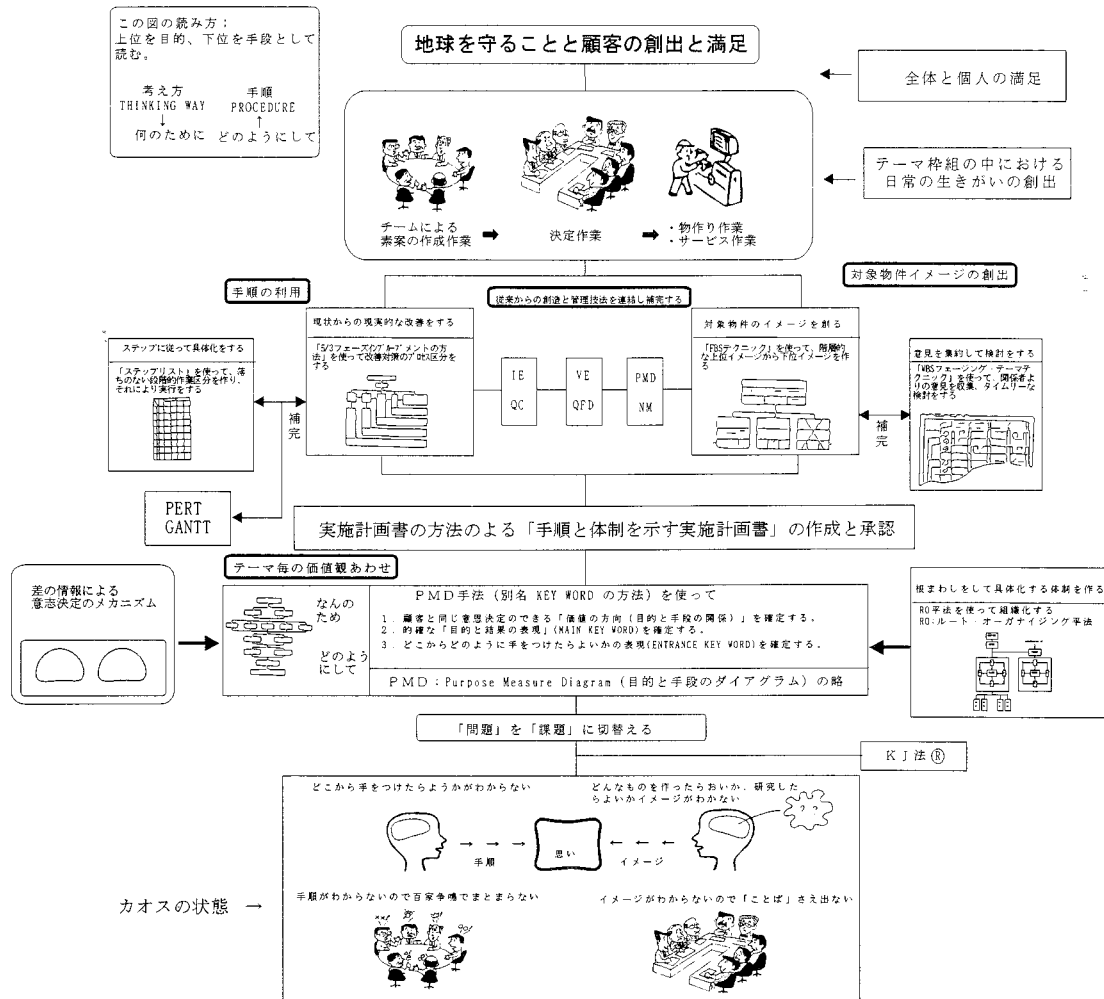 この図の読み方：
上位を目的、下位を手段として
読む。
考え方 手順
THINKING WAY PROCEDURE
↓ ↑
何のために どのようにして
地球を守ることと顧客の創出と満足
全体と個人の満足
テーマ枠組の中における
日常の生きがいの創出
チームによる
素案の作成作業
決定作業
・物作り作業
・サービス作業
手順の利用
従来からの創造と管理技法を連結し補完する
対象物件イメージの創出
ステップに従って具体化をする
「ステップリスト」を使って、落
ちのない段階的作業区分を作り、
それにより実行をする
補完
現状からの現実的な改善をする
を使って改善対策のプロセス区分を
する
IE
QC
VE
QFD
PMD
NM
対象物件のイメージを創る
「FBSテクニック」を使って、階層的
な上位イメージから下位イメージを作
る
補完
意見を集約して検討をする
「WBSフェージング・テーマテ
クニック」を使って、関係者よ
りの意見を収集、タイムリーな
検討をする
PERT
GANTT
実施計画書の方法のよる「手順と体制を示す実施計画書」の作成と承認
テーマ毎の価値観あわせ
差の情報による
意志決定のメカニズム
なんの
ため
どのよう
にして
PMD手法（別名 KEY WORD の方法）を使って
1. 顧客と同じ意思決定のできる「価値の方向（目的と手段の関係）」を確定する。
2. 的確な「目的と結果の表現」(MAIN KEY WORD)を確定する。
3. どこからどのように手をつけたらよいかの表現(ENTRANCE KEY WORD)を確定する。
PMD：Purpose Measure Diagram（目的と手段のダイアグラム）の略
根まわしをして具体化する体制を作る
RO平法を使って組織化する
RO:ルート・オーガナイジング平法
「問題」を「課題」に切替える
KJ法®
どこから手をつけたらようかがわからない
どんなものを作ったらおいか、研究した
らよいかイメージがわかない
? ?
→ → →
手順
思い
← ← ←
イメージ
カオスの状態 →
手順がわからないので百家争鳴でまとまらない
イメージがわからないので「ことば」さえ出ない